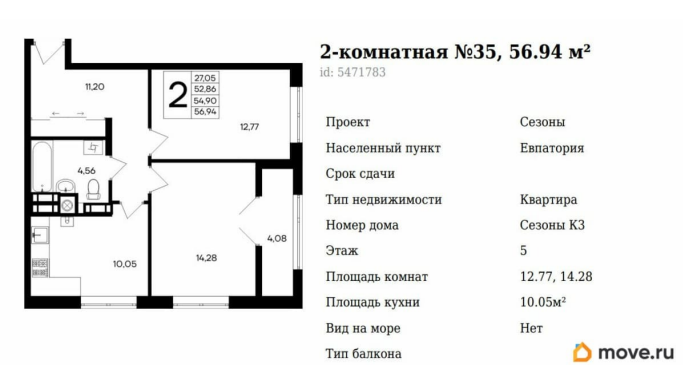 2-комнатная №35, 56.94 м²
id: 5471783
11,20
2
27,05
52,86
54,90
56,94
12,77
4,56
10,05
14,28
4,08
Проект Сезоны
Населенный пункт Евпатория
Срок сдачи
Тип недвижимости Квартира
Номер дома Сезоны К3
Этаж 5
Площадь комнат 12.77, 14.28
Площадь кухни 10.05м²
Вид на море Нет
Тип балкона
move.ru